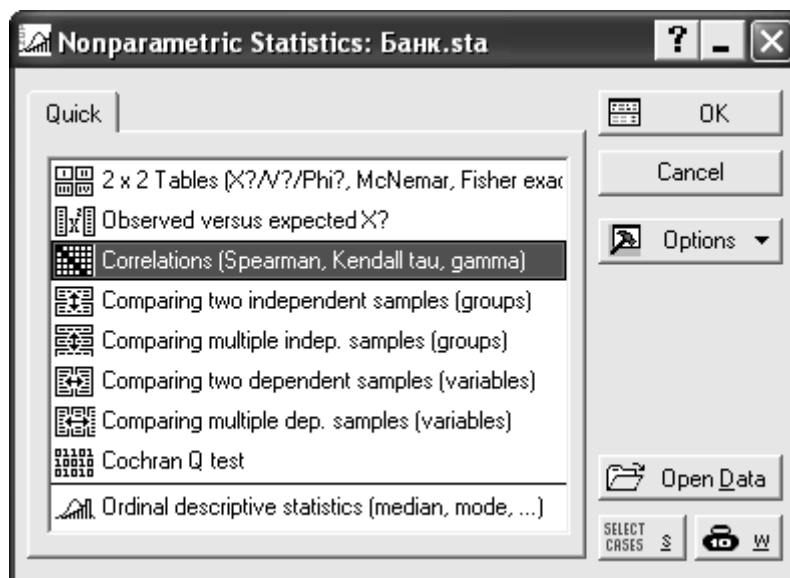 Nonparametric Statistics: Банк.sta
Quick
2 x 2 Tables (X?/V?/Phi?, McNemar, Fisher exac
Observed versus expected X?
Correlations (Spearman, Kendall tau, gamma)
Comparing two independent samples (groups)
Comparing multiple indep. samples (groups)
Comparing two dependent samples (variables)
Comparing multiple dep. samples (variables)
Cochran Q test
Ordinal descriptive statistics (median, mode, ...)
OK
Cancel
Options
Open Data
SELECT CASES S
10 W